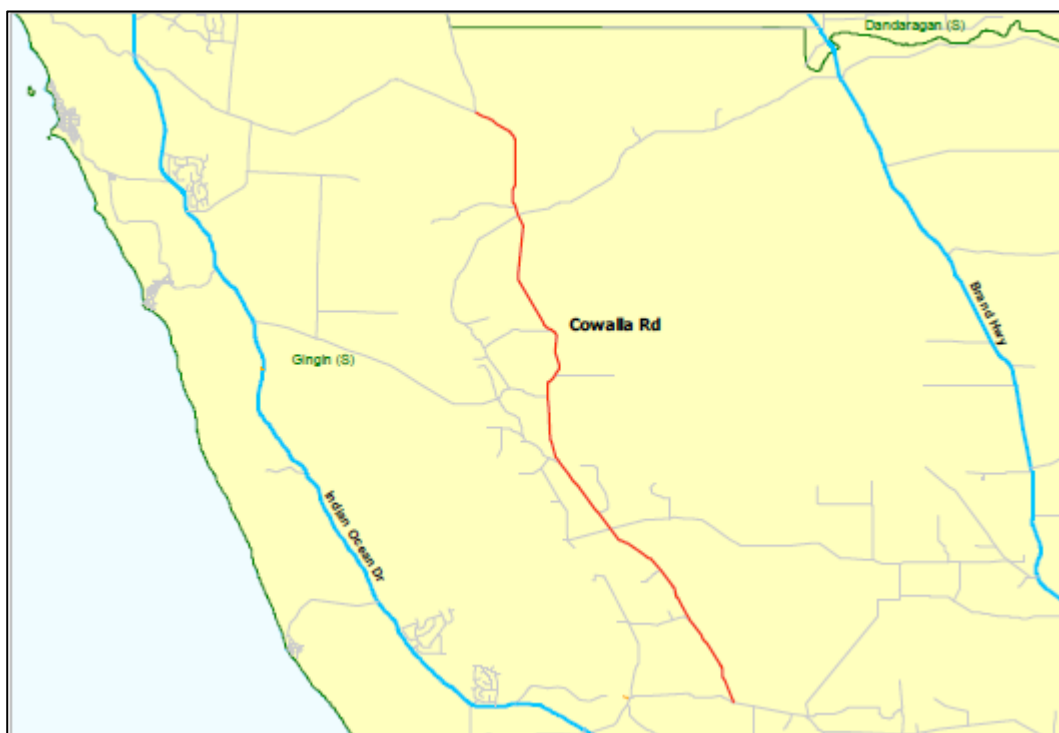 Dandaragan (S)
Brand Hwy
Cowalla Rd
Gingin (S)
Indian Ocean Dr